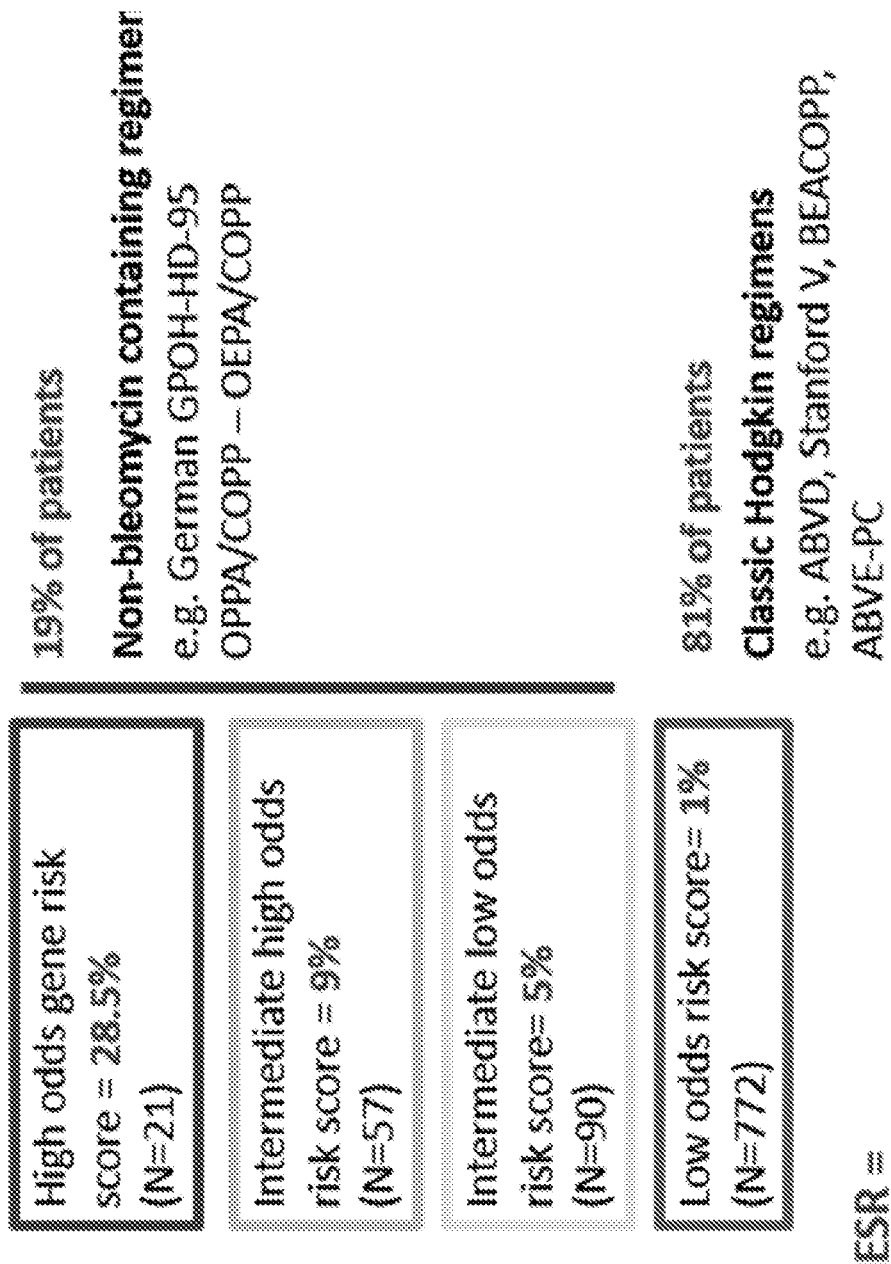 High odds gene risk
score = 28.5%
(N=21)
Intermediate high odds
risk score = 9%
(N=57)
Intermediate low odds
risk score= 5%
(N=90)
Low odds risk score= 1%
(N=772)
ESR =
19% of patients
Non-bleomycin containing regimen
e.g. German GPOH-HD-95
OPPA/COPP – OEPA/COPP
81% of patients
Classic Hodgkin regimens
e.g. ABVD, Stanford V, BEACOPP,
ABVE-PC